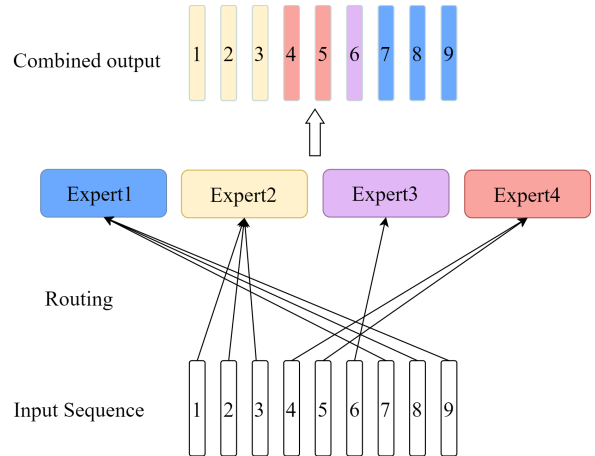 1 2 3 4 5 6 7 8 9
Combined output
Expert1 Expert2 Expert3 Expert4
Routing
Input Sequence
1 2 3 4 5 6 7 8 9